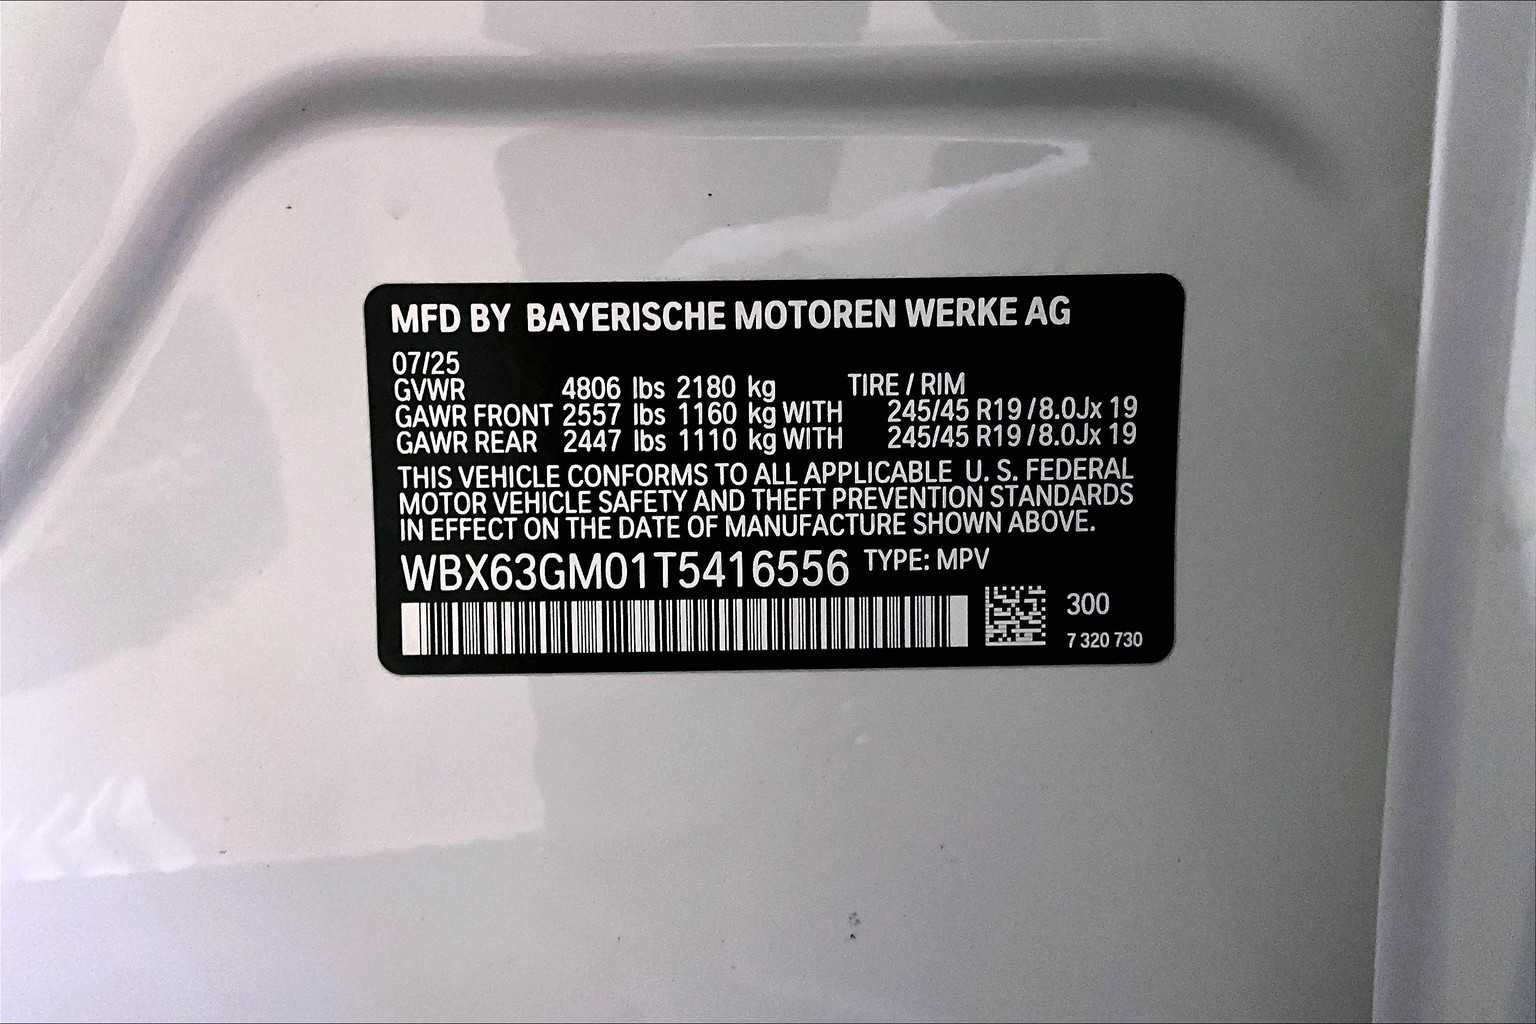 MFD BY BAYERISCHE MOTOREN WERKE AG
07/25
GVWR 4806 lbs 2180 kg TIRE / RIM
GAWR FRONT 2557 lbs 1160 kg WITH 245/45 R19 / 8.0Jx 19
GAWR REAR 2447 lbs 1110 kg WITH 245/45 R19 / 8.0Jx 19
THIS VEHICLE CONFORMS TO ALL APPLICABLE U. S. FEDERAL
MOTOR VEHICLE SAFETY AND THEFT PREVENTION STANDARDS
IN EFFECT ON THE DATE OF MANUFACTURE SHOWN ABOVE.
WBX63GM01T5416556 TYPE: MPV
300
7 320 730